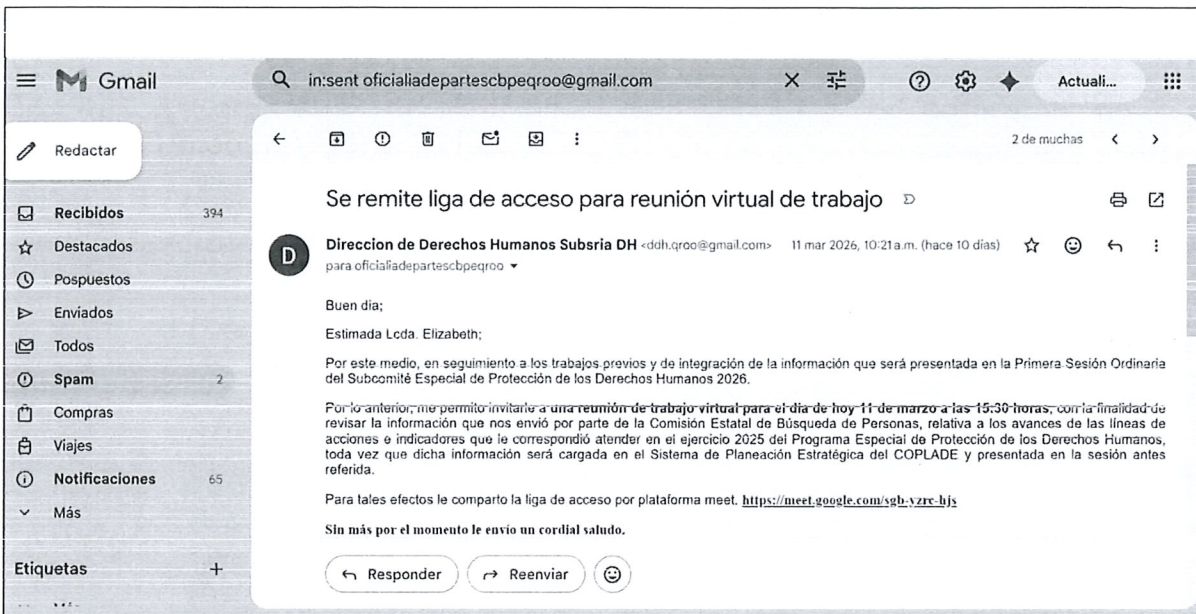 Gmail
in:sent oficialiadepartescbpeqroo@gmail.com
Actuali...
Redactar
2 de muchas
Recibidos 394
Destacados
Pospuestos
Enviados
Todos
Spam 2
Compras
Viajes
Notificaciones 65
Más
Etiquetas +
Se remite liga de acceso para reunión virtual de trabajo
D
Direccion de Derechos Humanos Subsria DH <ddh.qroo@gmail.com> 11 mar 2026, 10:21 a.m. (hace 10 días)
para oficialiadepartescbpeqroo
Buen dia;
Estimada Lcda. Elizabeth;
Por este medio, en seguimiento a los trabajos previos y de integración de la información que será presentada en la Primera Sesión Ordinaria
del Subcomité Especial de Protección de los Derechos Humanos 2026.
Por lo anterior, me permito invitarle a una reunión de trabajo virtual para el día de hoy 11 de marzo a las 15:30 horas, con la finalidad de
revisar la información que nos envió por parte de la Comisión Estatal de Búsqueda de Personas, relativa a los avances de las líneas de
acciones e indicadores que le correspondió atender en el ejercicio 2025 del Programa Especial de Protección de los Derechos Humanos,
toda vez que dicha información será cargada en el Sistema de Planeación Estratégica del COPLADE y presentada en la sesión antes
referida.
Para tales efectos le comparto la liga de acceso por plataforma meet. https://meet.google.com/sgb-yzrc-hjs
Sin más por el momento le envío un cordial saludo.
Responder
Reenviar